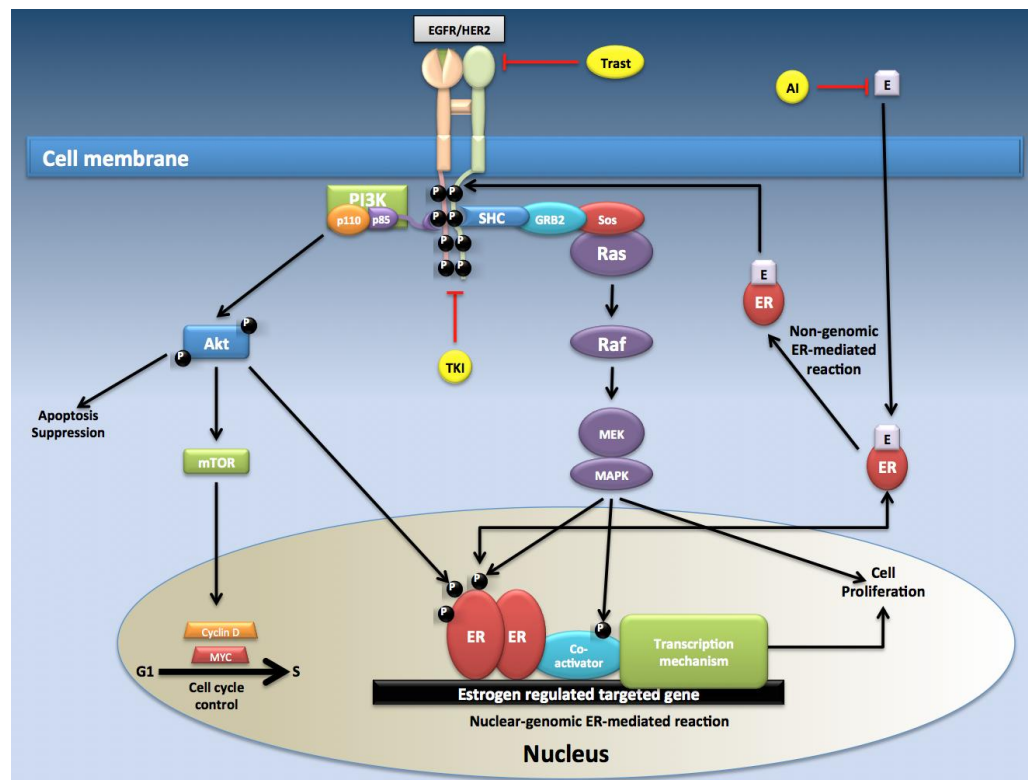 EGFR/HER2
Trast
AI
E
Cell membrane
P
P
PI3K
p110
p85
P
P
SHC
GRB2
Sos
P
P
Ras
P
P
E
ER
P
Akt
P
Raf
Non-genomic
ER-mediated
reaction
TKI
Apoptosis
Suppression
MEK
E
ER
mTOR
MAPK
P
P
Cell
Proliferation
P
ER
ER
P
Co-
activator
Transcription
mechanism
Cyclin D
MYC
G1
S
Cell cycle
control
Estrogen regulated targeted gene
Nuclear-genomic ER-mediated reaction
Nucleus